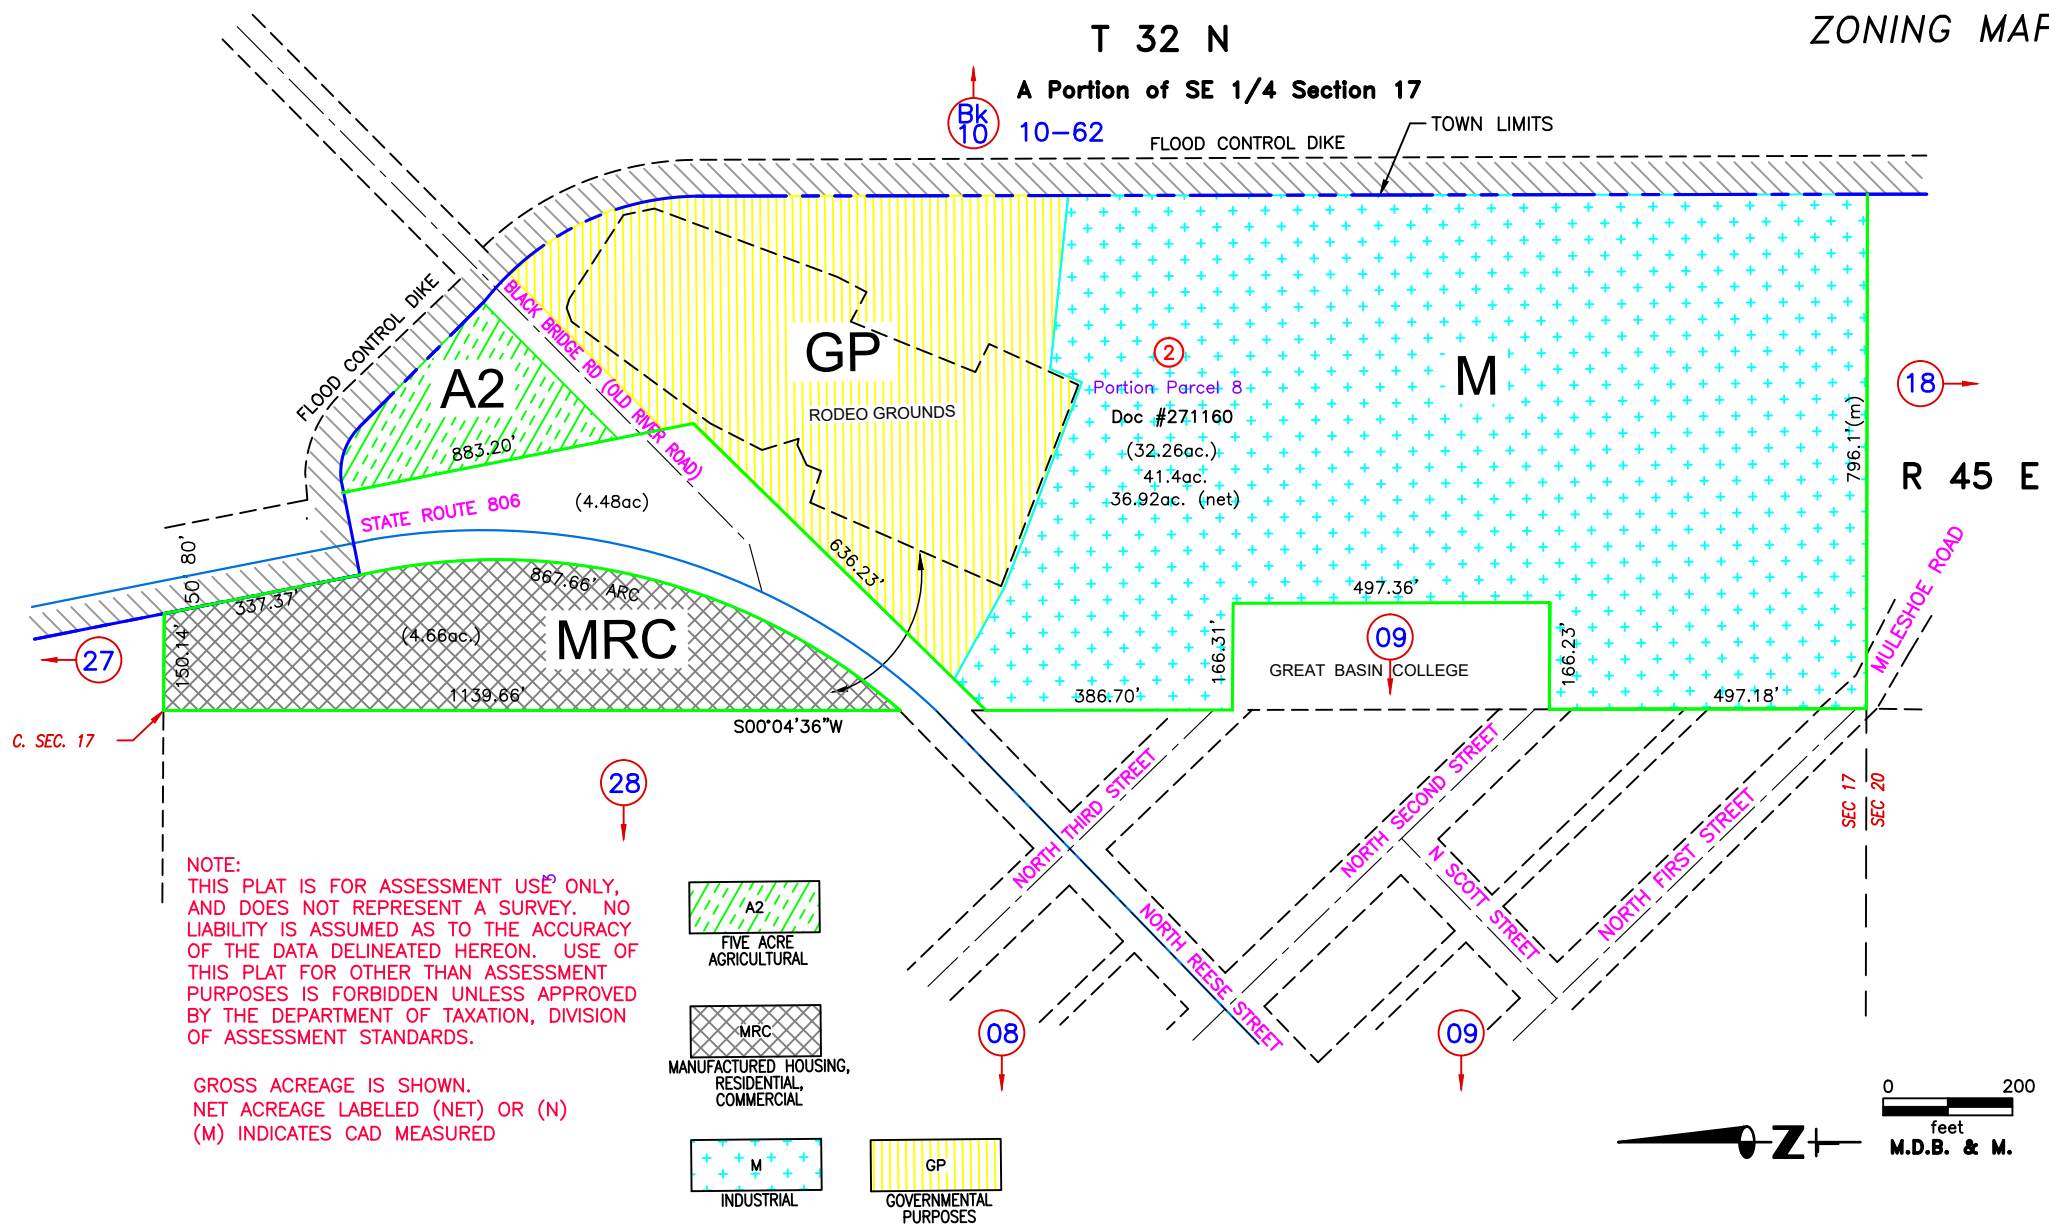 ZONING MAP
T 32 N
A Portion of SE 1/4 Section 17
Bk
10
10-62
TOWN LIMITS
FLOOD CONTROL DIKE
FLOOD CONTROL DIKE
BLACK BRIDGE RD (OLD RIVER ROAD)
A2
883.20'
GP
RODEO GROUNDS
2
Portion Parcel 8
Doc #271160
(32.26ac.)
41.4ac.
36.92ac. (net)
M
18
796.1'(m)
R 45 E
STATE ROUTE 806
(4.48ac)
80'
50'
337.37'
867.66' ARC
636.23'
(4.66ac.)
MRC
150.14'
1139.66'
27
C. SEC. 17
S00°04'36"W
497.36'
166.31'
09
GREAT BASIN COLLEGE
166.23'
386.70'
497.18'
MULESHOE ROAD
28
NORTH THIRD STREET
NORTH SECOND STREET
N SCOTT STREET
NORTH FIRST STREET
NORTH REESE STREET
SEC 17
SEC 20
NOTE:
THIS PLAT IS FOR ASSESSMENT USE ONLY,
AND DOES NOT REPRESENT A SURVEY. NO
LIABILITY IS ASSUMED AS TO THE ACCURACY
OF THE DATA DELINEATED HEREON. USE OF
THIS PLAT FOR OTHER THAN ASSESSMENT
PURPOSES IS FORBIDDEN UNLESS APPROVED
BY THE DEPARTMENT OF TAXATION, DIVISION
OF ASSESSMENT STANDARDS.
GROSS ACREAGE IS SHOWN.
NET ACREAGE LABELED (NET) OR (N)
(M) INDICATES CAD MEASURED
A2
FIVE ACRE
AGRICULTURAL
MRC
MANUFACTURED HOUSING,
RESIDENTIAL,
COMMERCIAL
M
INDUSTRIAL
GP
GOVERNMENTAL
PURPOSES
08
09
Z
0 200
feet
M.D.B. & M.